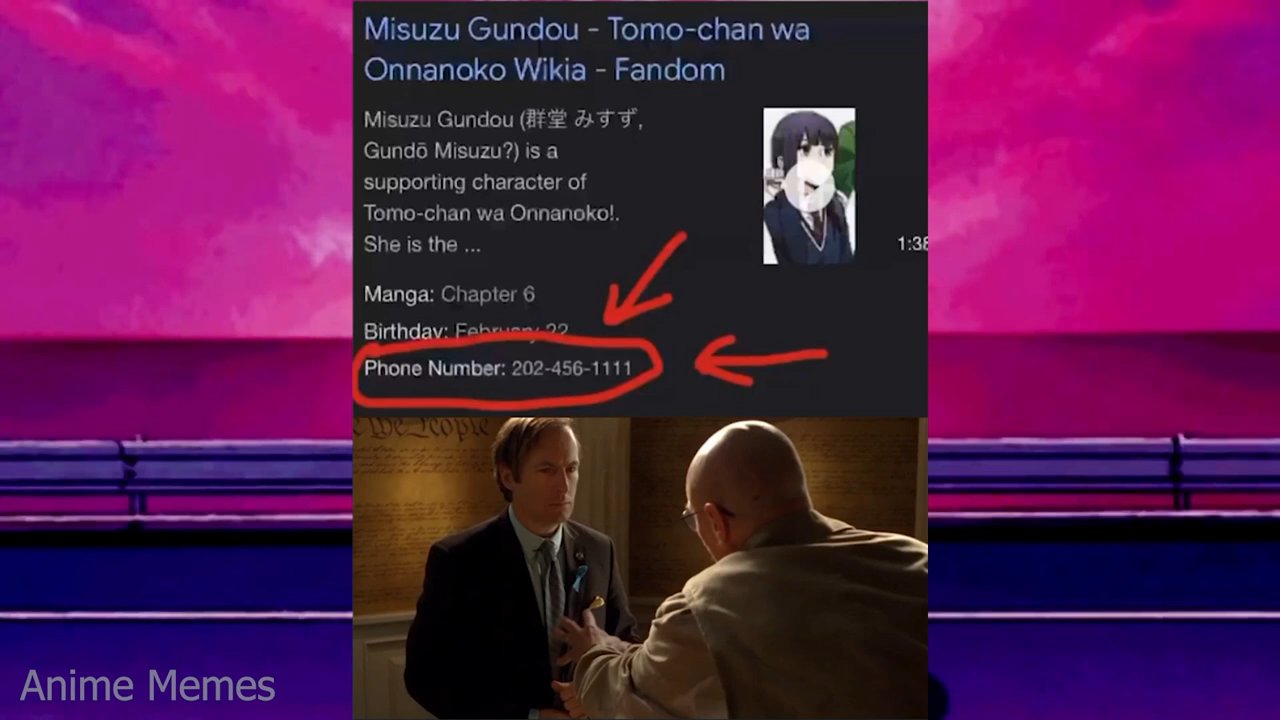 Misuzu Gundou - Tomo-chan wa
Onnanoko Wikia - Fandom
Misuzu Gundou (群堂 みすず,
Gundō Misuzu?) is a
supporting character of
Tomo-chan wa Onnanoko!.
She is the ...
1:38
Manga: Chapter 6
Birthday: February 22
Phone Number: 202-456-1111
e the People
Anime Memes